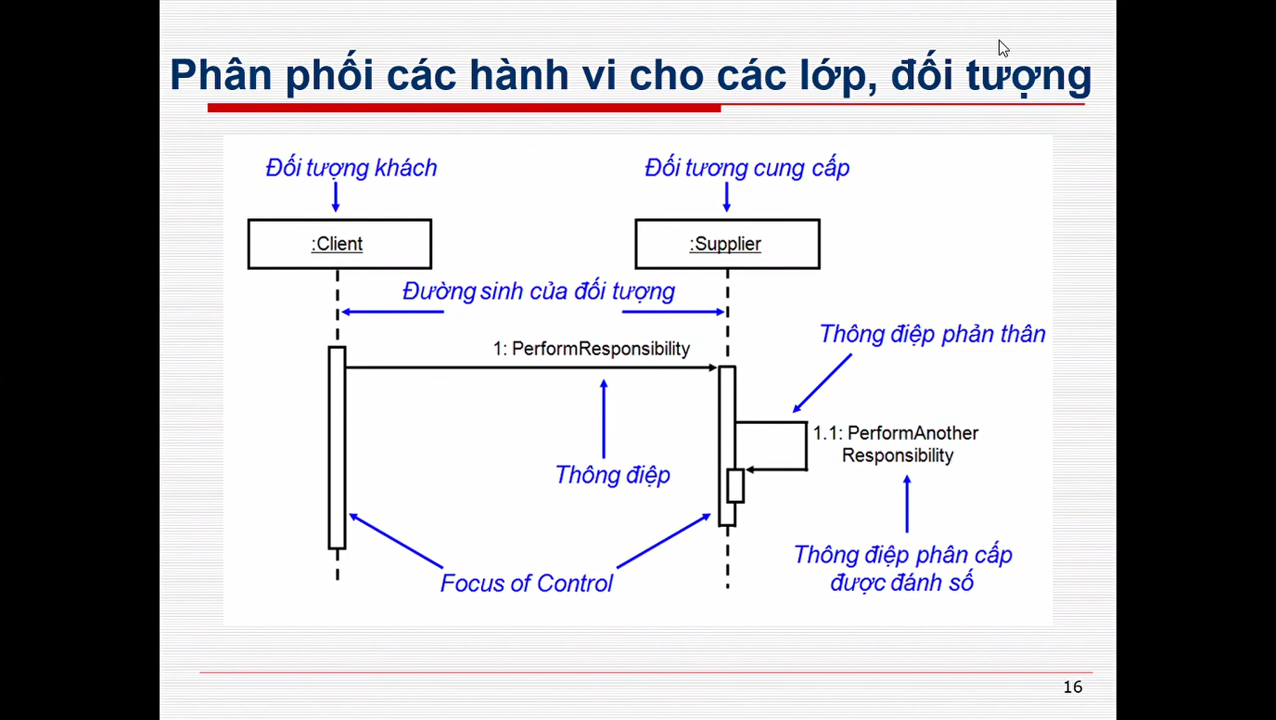 Phân phối các hành vi cho các lớp, đối tượng
Đối tượng khách
Đối tương cung cấp
:Client
:Supplier
Đường sinh của đối tượng
Thông điệp phản thân
1: PerformResponsibility
1.1: PerformAnother
Responsibility
Thông điệp
Thông điệp phân cấp
được đánh số
Focus of Control
16